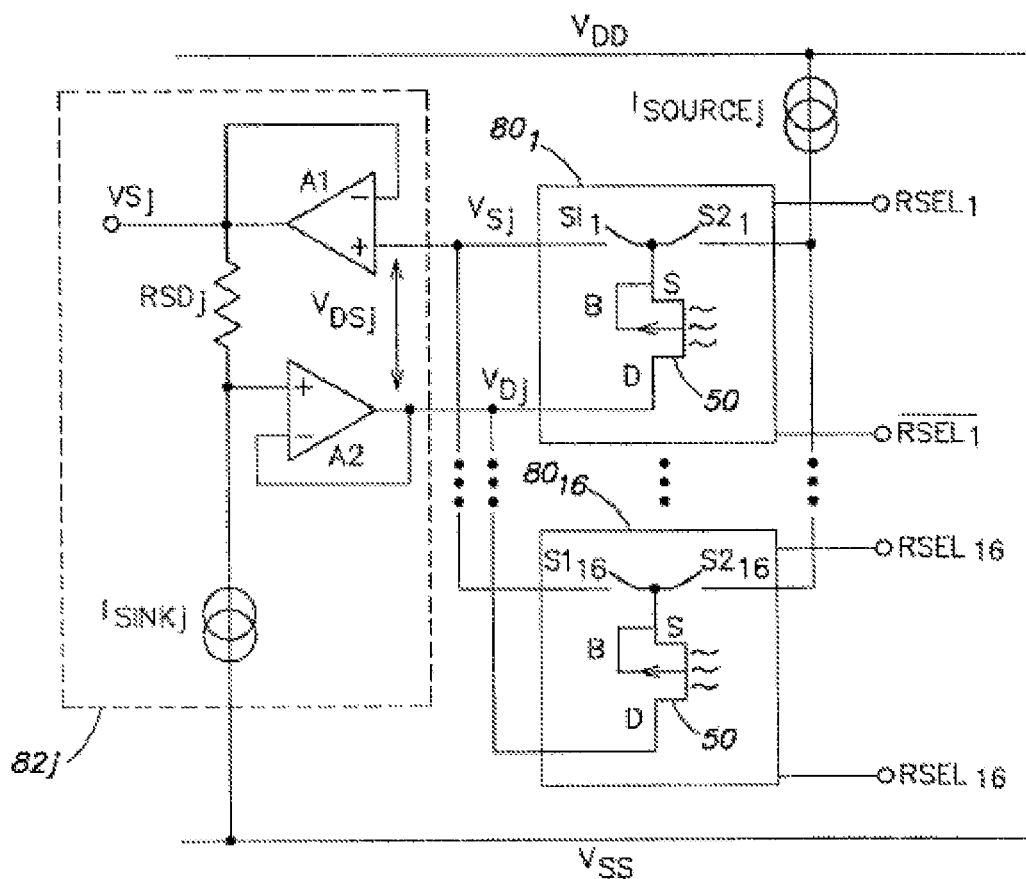 VDD
ISOURCEj
801
RSEL1
A1
−
+
VSj
VSj
S11
S21
RSDj
VDSj
S
B
D
50
VDj
+
−
A2
RSEL1
8016
RSEL 16
S116
S216
ISINKj
S
B
D
50
82j
RSEL 16
VSS